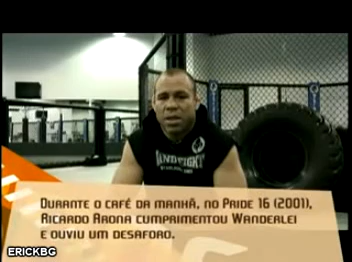 DURANTE O CAFÉ DA MANHÃ, NO PRIDE 16 (2001),
RICARDO ARONA CUMPRIMENTOU WANDERLEI
E OUVIU UM DESAFORO.
ERICKBG